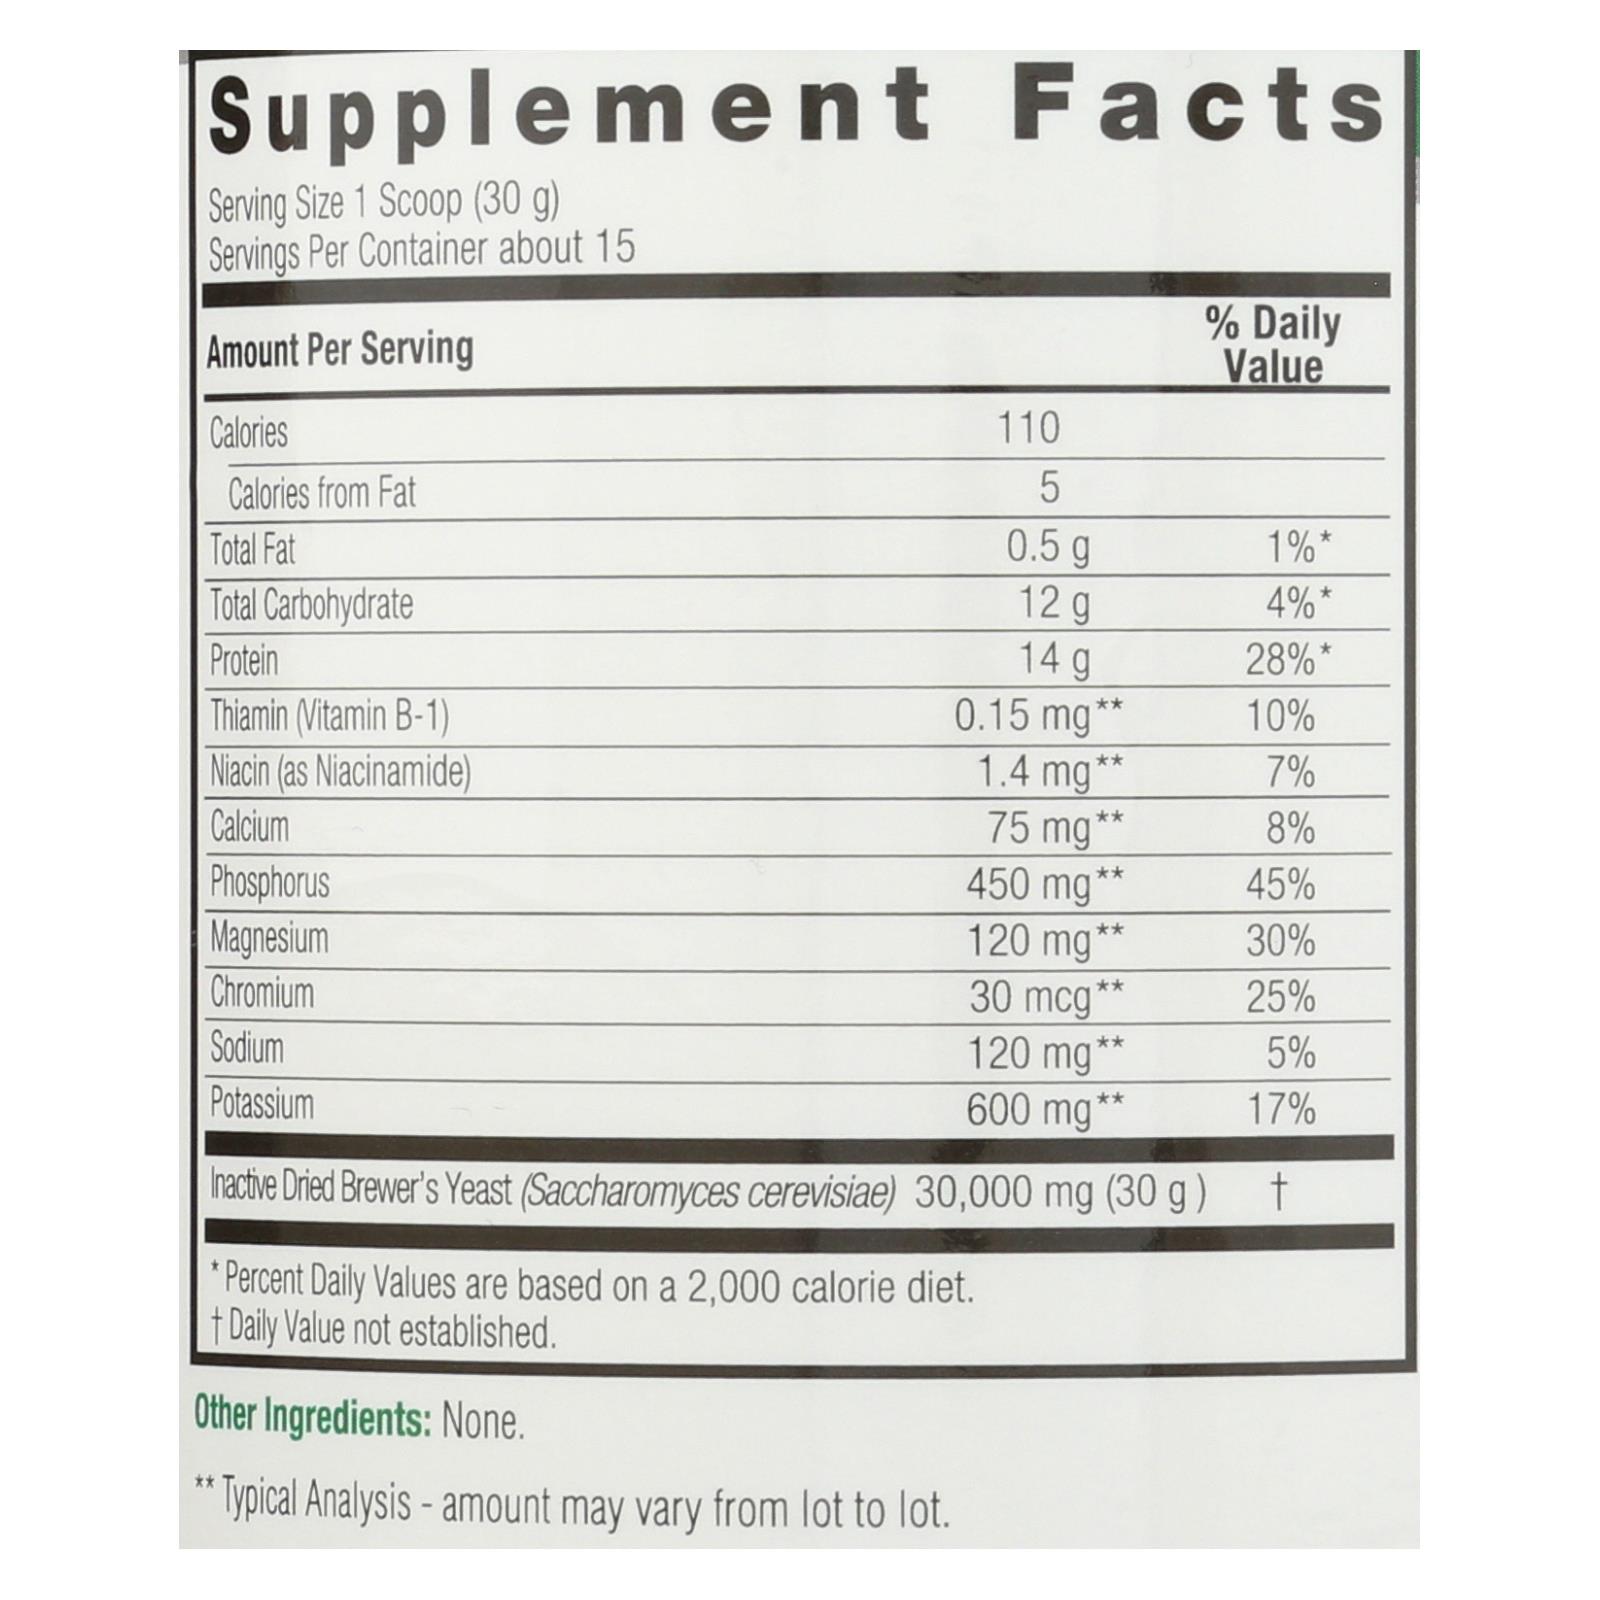 Supplement Facts
Serving Size 1 Scoop (30 g)
Servings Per Container about 15
Amount Per Serving % Daily Value
Calories 110
Calories from Fat 5
Total Fat 0.5 g 1%*
Total Carbohydrate 12 g 4%*
Protein 14 g 28%*
Thiamin (Vitamin B-1) 0.15 mg** 10%
Niacin (as Niacinamide) 1.4 mg** 7%
Calcium 75 mg** 8%
Phosphorus 450 mg** 45%
Magnesium 120 mg** 30%
Chromium 30 mcg** 25%
Sodium 120 mg** 5%
Potassium 600 mg** 17%
Inactive Dried Brewer's Yeast (Saccharomyces cerevisiae) 30,000 mg (30 g ) †
* Percent Daily Values are based on a 2,000 calorie diet.
† Daily Value not established.
Other Ingredients: None.
** Typical Analysis - amount may vary from lot to lot.